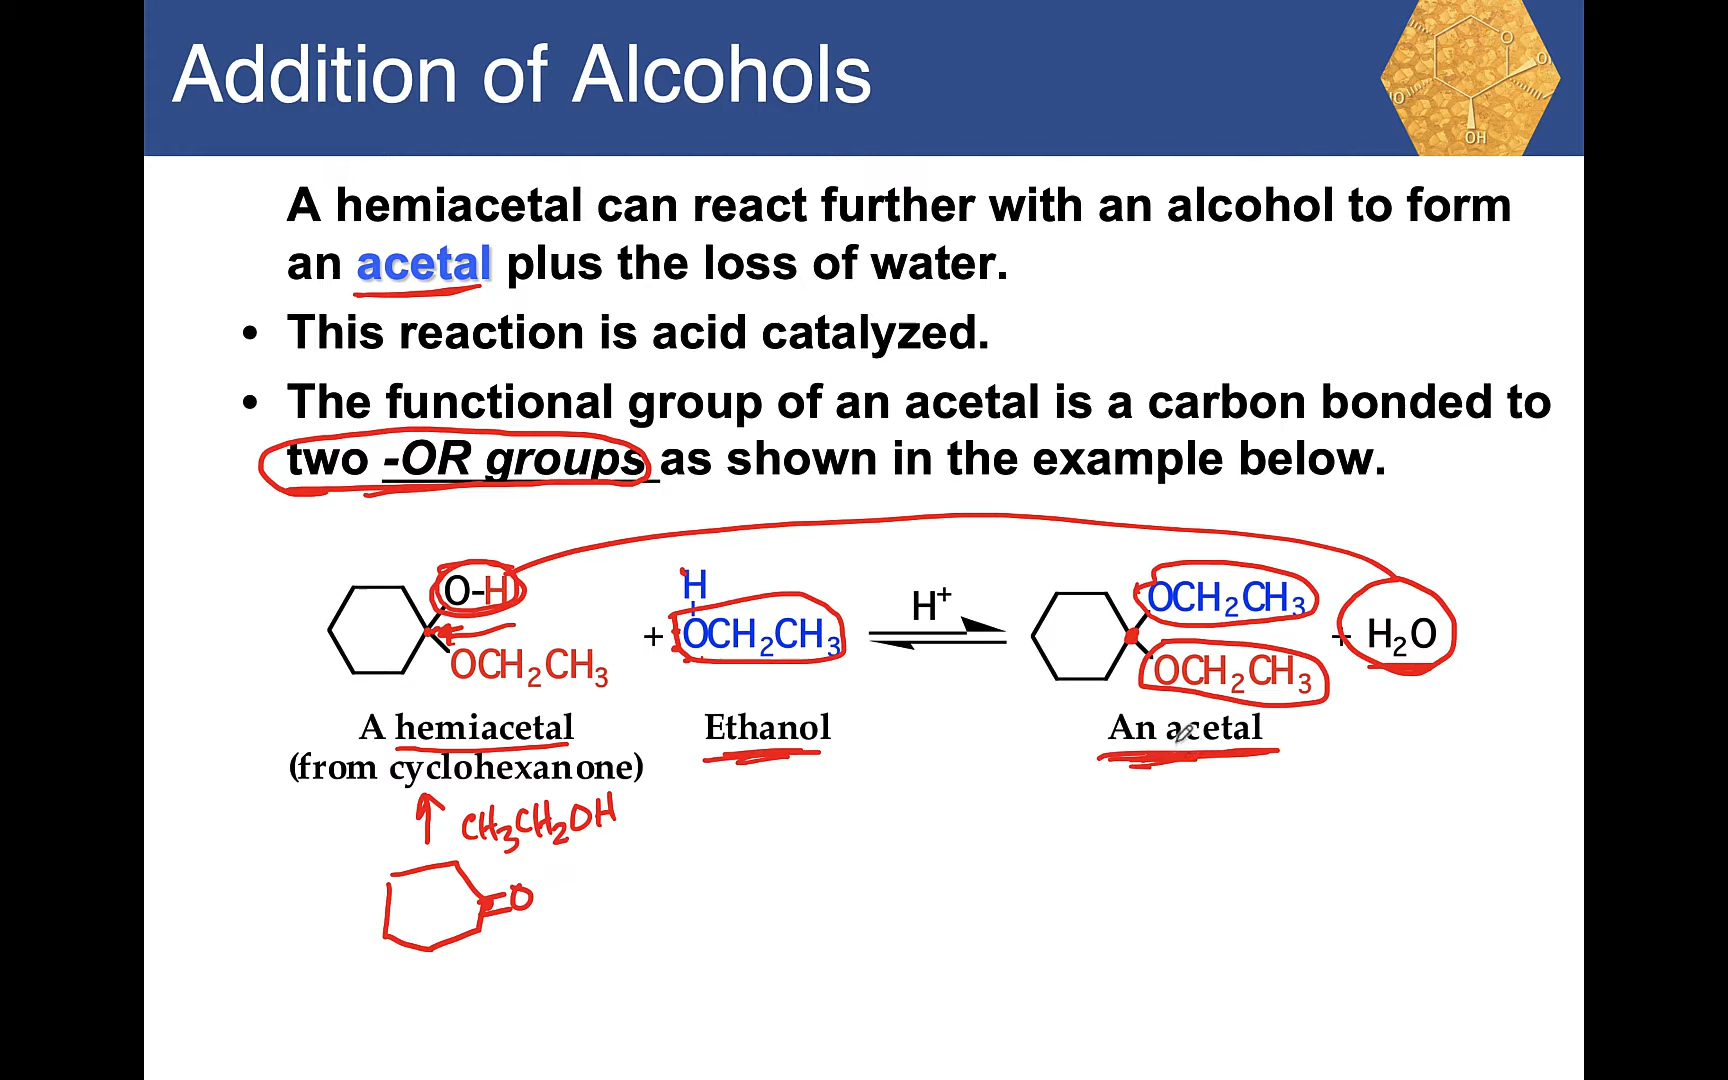 Addition of Alcohols
O
O
O
OH
A hemiacetal can react further with an alcohol to form
an acetal plus the loss of water.
• This reaction is acid catalyzed.
• The functional group of an acetal is a carbon bonded to
two -OR groups as shown in the example below.
O-H
OCH₂CH₃
+
H
OCH₂CH₃
H⁺
OCH₂CH₃
OCH₂CH₃
+ H₂O
A hemiacetal
(from cyclohexanone)
Ethanol
An acetal
CH₃CH₂OH
O